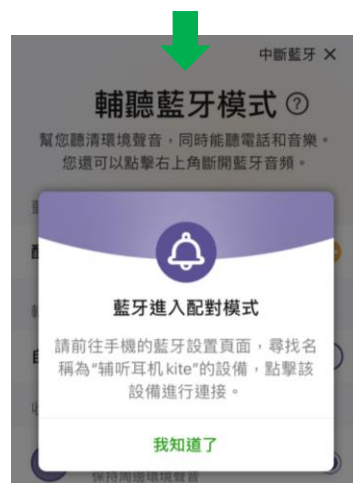 中斷藍牙 ✕
輔聽藍牙模式 ?
幫您聽清環境聲音，同時能聽電話和音樂。
您還可以點擊右上角斷開藍牙音頻。
藍牙進入配對模式
請前往手機的藍牙設置頁面，尋找名
稱為“辅听耳机 kite”的設備，點擊該
設備進行連接。
我知道了
保持周邊環境聲音